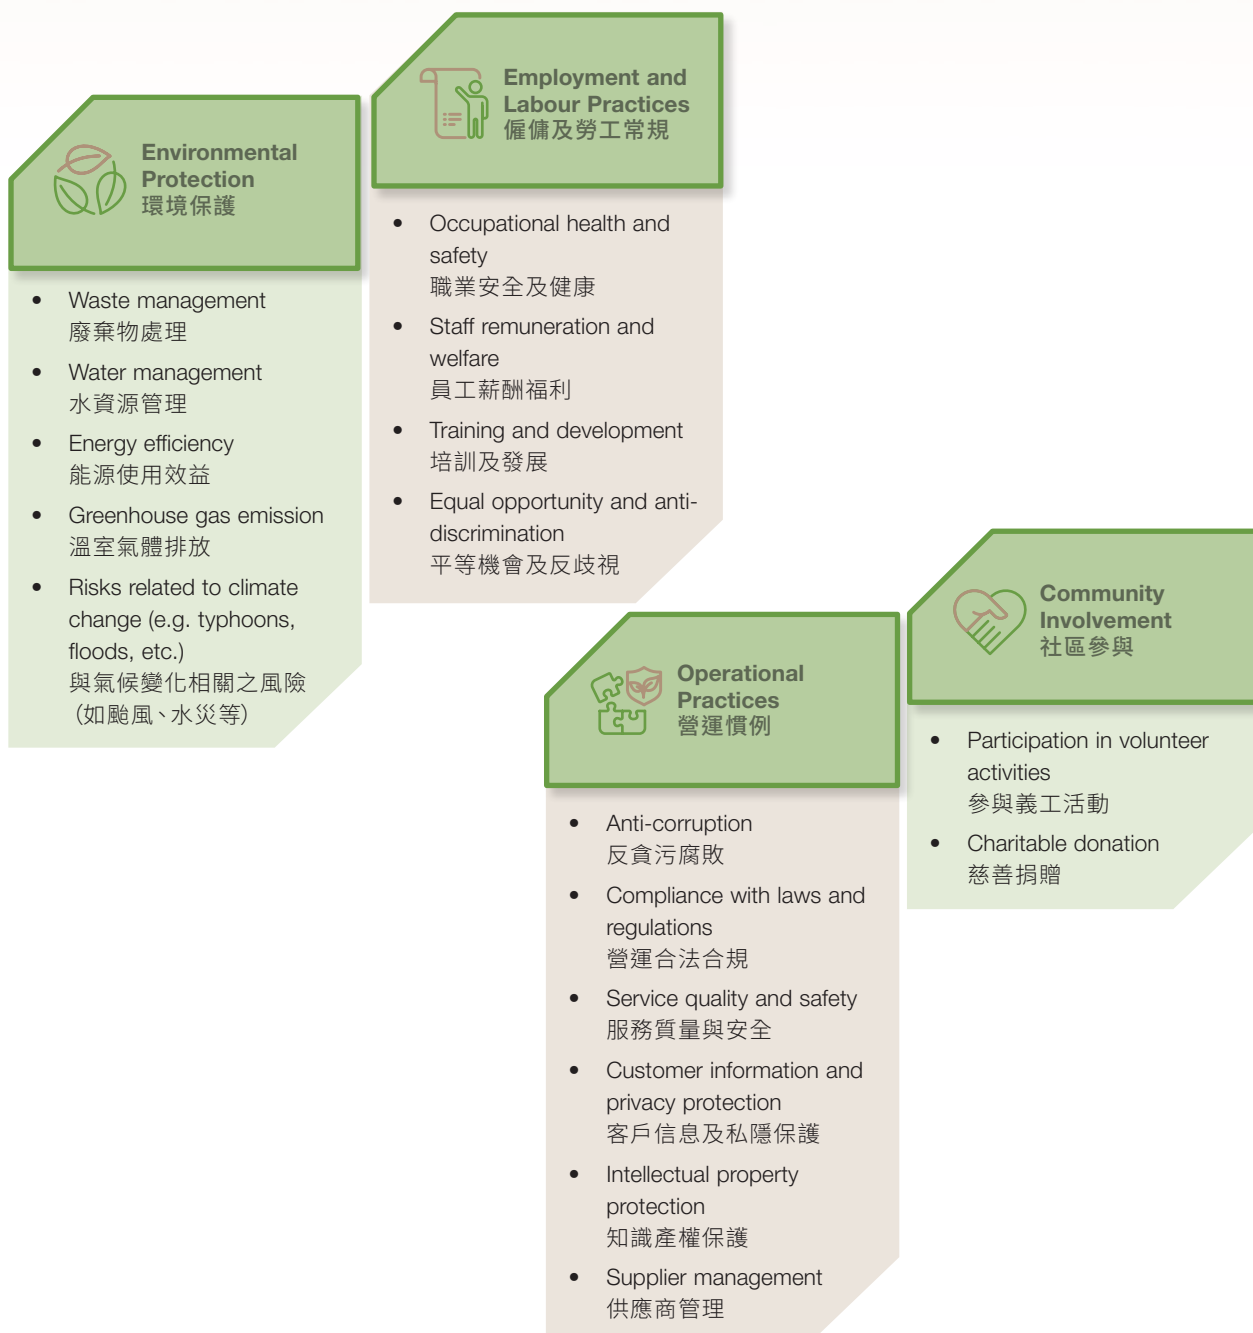 Environmental
Protection
環境保護
• Waste management
廢棄物處理
• Water management
水資源管理
• Energy efficiency
能源使用效益
• Greenhouse gas emission
溫室氣體排放
• Risks related to climate
change (e.g. typhoons,
floods, etc.)
與氣候變化相關之風險
（如颱風、水災等）
Employment and
Labour Practices
僱傭及勞工常規
• Occupational health and
safety
職業安全及健康
• Staff remuneration and
welfare
員工薪酬福利
• Training and development
培訓及發展
• Equal opportunity and anti-
discrimination
平等機會及反歧視
Operational
Practices
營運慣例
• Anti-corruption
反貪污腐敗
• Compliance with laws and
regulations
營運合法合規
• Service quality and safety
服務質量與安全
• Customer information and
privacy protection
客戶信息及私隱保護
• Intellectual property
protection
知識產權保護
• Supplier management
供應商管理
Community
Involvement
社區參與
• Participation in volunteer
activities
參與義工活動
• Charitable donation
慈善捐贈